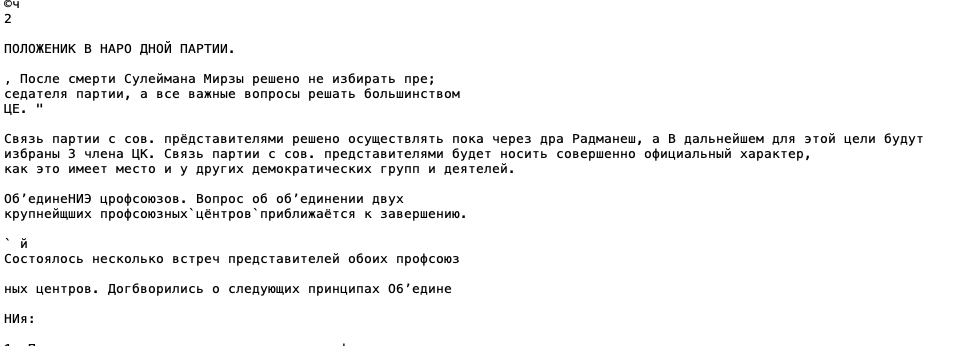 ©ч
2
ПОЛОЖЕНИК В НАРО ДНОЙ ПАРТИИ.
, После смерти Сулеймана Мирзы решено не избирать пре;
седателя партии, а все важные вопросы решать большинством
ЦЕ. "
Связь партии с сов. прёдставителями решено осуществлять пока через дра Радманеш, а В дальнейшем для этой цели будут
избраны 3 члена ЦК. Связь партии с сов. представителями будет носить совершенно официальный характер,
как это имеет место и у других демократических групп и деятелей.
Об’единеНИЭ црофсоюзов. Вопрос об об’единении двух
крупнейщших профсоюзных`цёнтров`приближаётся к завершению.
` й
Состоялось несколько встреч представителей обоих профсоюз
ных центров. Догбворились о следующих принципах Об’едине
НИя: